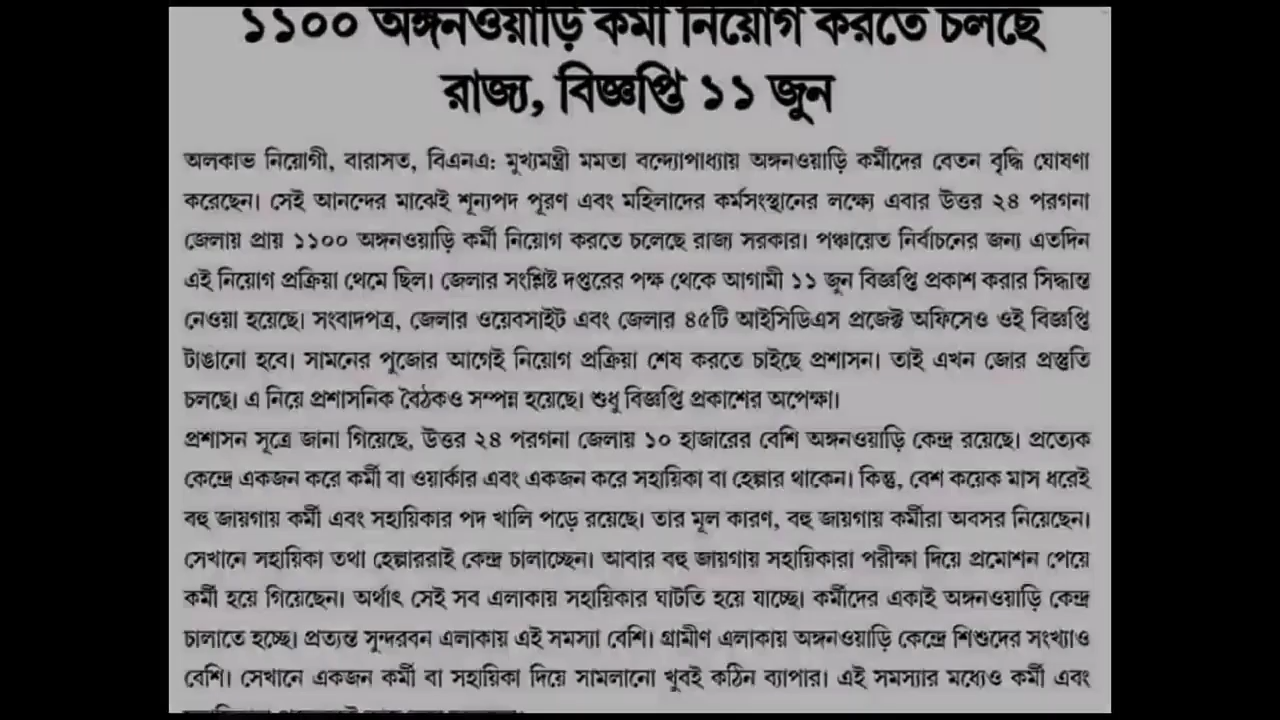 ১১০০ অঙ্গনওয়াড়ি কর্মী নিয়োগ করতে চলছে
রাজ্য, বিজ্ঞপ্তি ১১ জুন
অলকাভ নিয়োগী, বারাসত, বিএনএ: মুখ্যমন্ত্রী মমতা বন্দ্যোপাধ্যায় অঙ্গনওয়াড়ি কর্মীদের বেতন বৃদ্ধি ঘোষণা
করেছেন। সেই আনন্দের মাঝেই শূন্যপদ পূরণ এবং মহিলাদের কর্মসংস্থানের লক্ষ্যে এবার উত্তর ২৪ পরগনা
জেলায় প্রায় ১১০০ অঙ্গনওয়াড়ি কর্মী নিয়োগ করতে চলেছে রাজ্য সরকার। পঞ্চায়েত নির্বাচনের জন্য এতদিন
এই নিয়োগ প্রক্রিয়া থেমে ছিল। জেলার সংশ্লিষ্ট দপ্তরের পক্ষ থেকে আগামী ১১ জুন বিজ্ঞপ্তি প্রকাশ করার সিদ্ধান্ত
নেওয়া হয়েছে। সংবাদপত্র, জেলার ওয়েবসাইট এবং জেলার ৪৫টি আইসিডিএস প্রজেক্ট অফিসেও ওই বিজ্ঞপ্তি
টাঙানো হবে। সামনের পুজোর আগেই নিয়োগ প্রক্রিয়া শেষ করতে চাইছে প্রশাসন। তাই এখন জোর প্রস্তুতি
চলছে। এ নিয়ে প্রশাসনিক বৈঠকও সম্পন্ন হয়েছে। শুধু বিজ্ঞপ্তি প্রকাশের অপেক্ষা।
প্রশাসন সূত্রে জানা গিয়েছে, উত্তর ২৪ পরগনা জেলায় ১০ হাজারের বেশি অঙ্গনওয়াড়ি কেন্দ্র রয়েছে। প্রত্যেক
কেন্দ্রে একজন করে কর্মী বা ওয়ার্কার এবং একজন করে সহায়িকা বা হেল্পার থাকেন। কিন্তু, বেশ কয়েক মাস ধরেই
বহু জায়গায় কর্মী এবং সহায়িকার পদ খালি পড়ে রয়েছে। তার মূল কারণ, বহু জায়গায় কর্মীরা অবসর নিয়েছেন।
সেখানে সহায়িকা তথা হেল্পাররাই কেন্দ্র চালাচ্ছেন। আবার বহু জায়গায় সহায়িকারা পরীক্ষা দিয়ে প্রমোশন পেয়ে
কর্মী হয়ে গিয়েছেন। অর্থাৎ সেই সব এলাকায় সহায়িকার ঘাটতি হয়ে যাচ্ছে। কর্মীদের একাই অঙ্গনওয়াড়ি কেন্দ্র
চালাতে হচ্ছে। প্রত্যন্ত সুন্দরবন এলাকায় এই সমস্যা বেশি। গ্রামীণ এলাকায় অঙ্গনওয়াড়ি কেন্দ্রে শিশুদের সংখ্যাও
বেশি। সেখানে একজন কর্মী বা সহায়িকা দিয়ে সামলানো খুবই কঠিন ব্যাপার। এই সমস্যার মধ্যেও কর্মী এবং